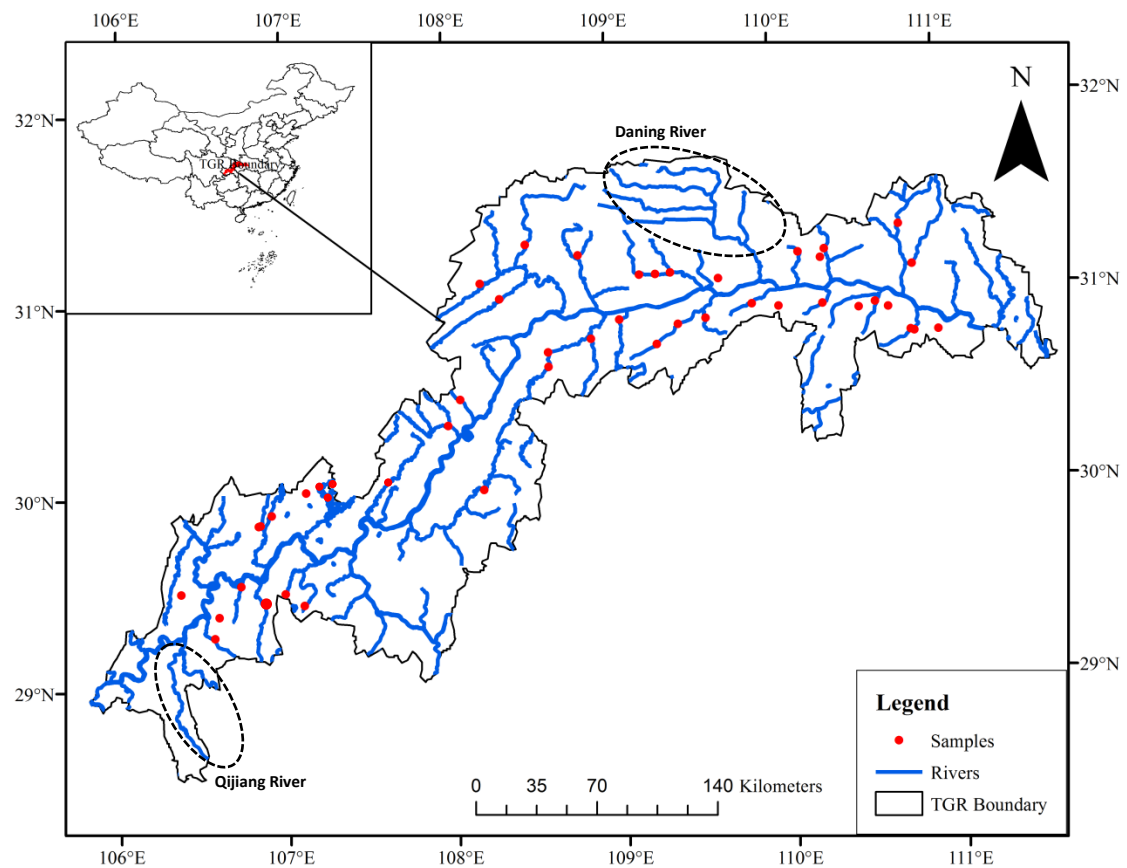 106°E 107°E 108°E 109°E 110°E 111°E
N
32°N
32°N
TGR Boundary
Daning River
31°N
31°N
30°N
30°N
29°N
29°N
Qijiang River
Legend
Samples
Rivers
TGR Boundary
0 35 70 140 Kilometers
106°E 107°E 108°E 109°E 110°E 111°E